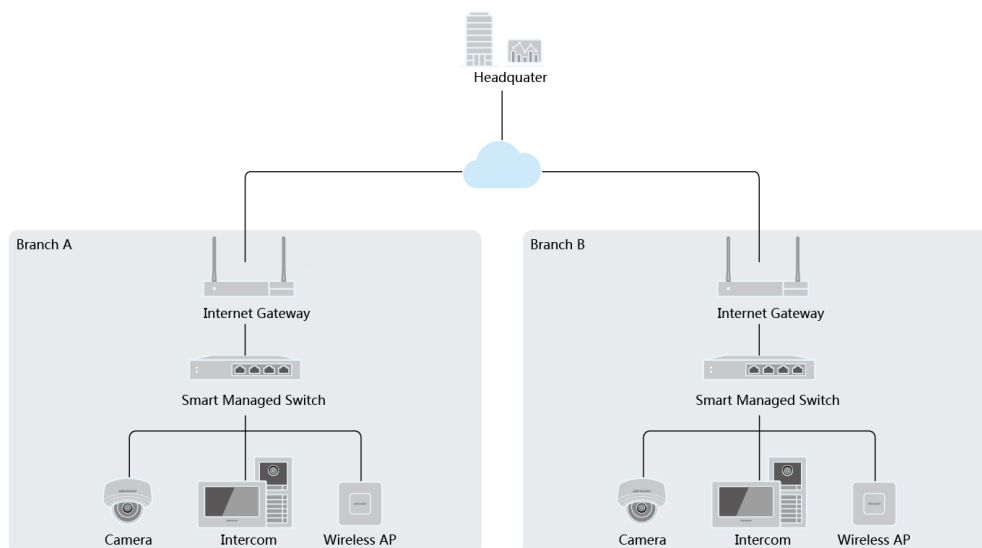 Headquater
Branch A
Branch B
Internet Gateway
Internet Gateway
Smart Managed Switch
Smart Managed Switch
Camera
Intercom
Wireless AP
Camera
Intercom
Wireless AP